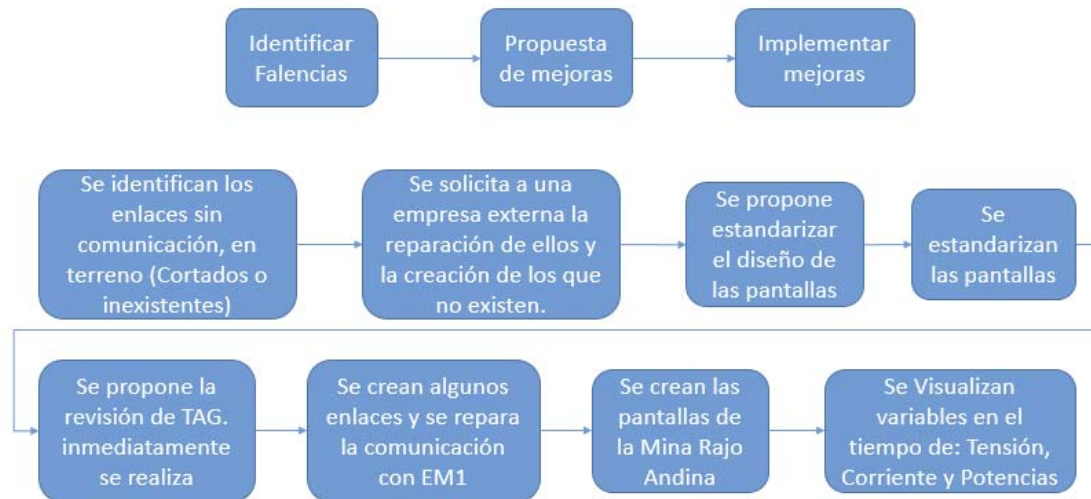 Identificar
Falencias
Propuesta
de mejoras
Implementar
mejoras
Se identifican los
enlaces sin
comunicación, en
terreno (Cortados o
inexistentes)
Se solicita a una
empresa externa la
reparación de ellos y
la creación de los que
no existen.
Se propone
estandarizar
el diseño de
las pantallas
Se
estandarizan
las pantallas
Se propone la
revisión de TAG.
inmediatamente
se realiza
Se crean algunos
enlaces y se repara
la comunicación
con EM1
Se crean las
pantallas de
la Mina Rajo
Andina
Se Visualizan
variables en el
tiempo de: Tensión,
Corriente y Potencias